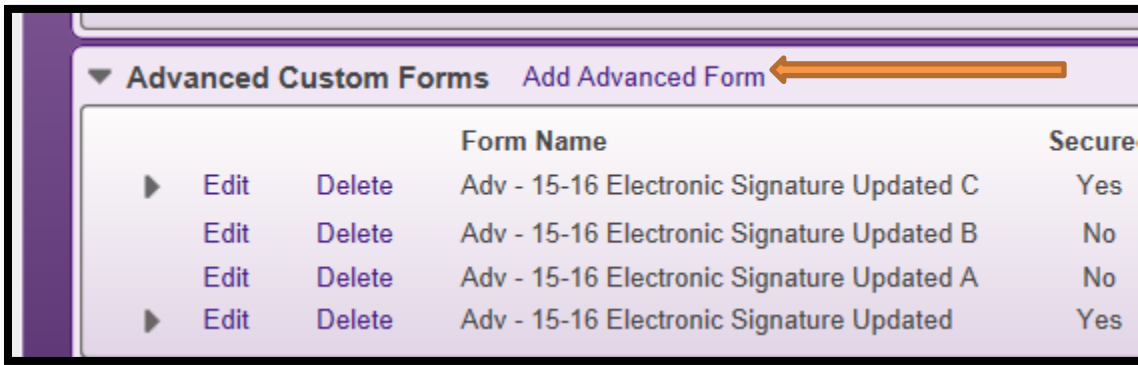 Advanced Custom Forms Add Advanced Form
Form Name Secure
Edit Delete Adv - 15-16 Electronic Signature Updated C Yes
Edit Delete Adv - 15-16 Electronic Signature Updated B No
Edit Delete Adv - 15-16 Electronic Signature Updated A No
Edit Delete Adv - 15-16 Electronic Signature Updated Yes